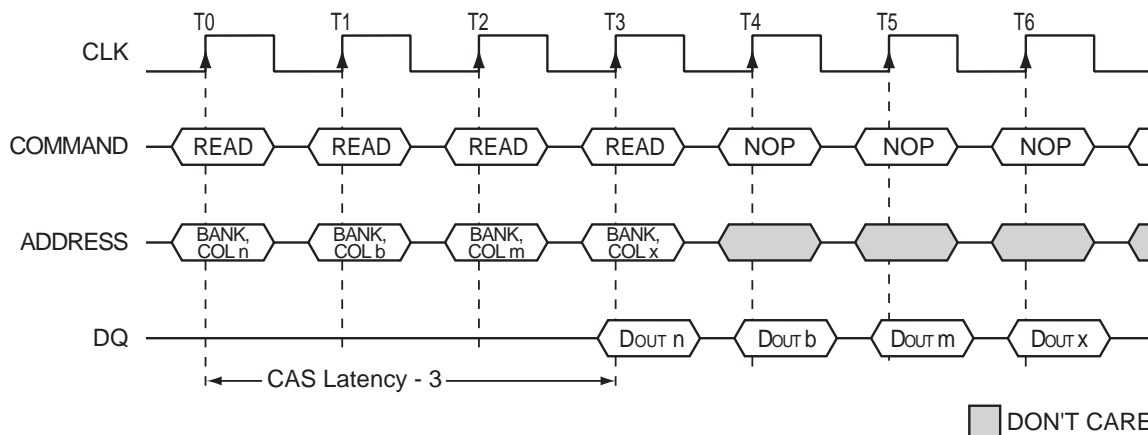 T0 T1 T2 T3 T4 T5 T6
CLK
COMMAND READ READ READ READ NOP NOP NOP
ADDRESS BANK, COL n BANK, COL b BANK, COL m BANK, COL x
DQ DOUT n DOUT b DOUT m DOUT x
CAS Latency - 3
DON'T CARE